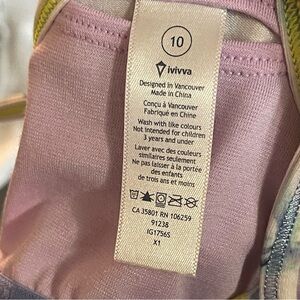 10
ivivva
Designed in Vancouver
Made in China
Conçu à Vancouver
Fabriqué en Chine
Wash with like colours
Not intended for children
3 years and under
Laver avec des couleurs
similaires seulement
Ne pas laisser à la portée
des enfants
de trois ans et moins
CA 35801 RN 106259
91238
IG1756S
X1